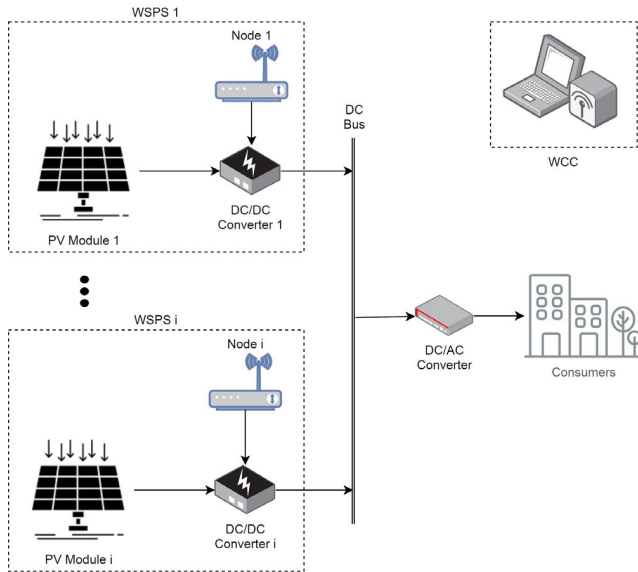 WSPS 1
Node 1
DC/DC
Converter 1
PV Module 1
DC
Bus
WCC
WSPS i
Node i
DC/DC
Converter i
PV Module i
DC/AC
Converter
Consumers